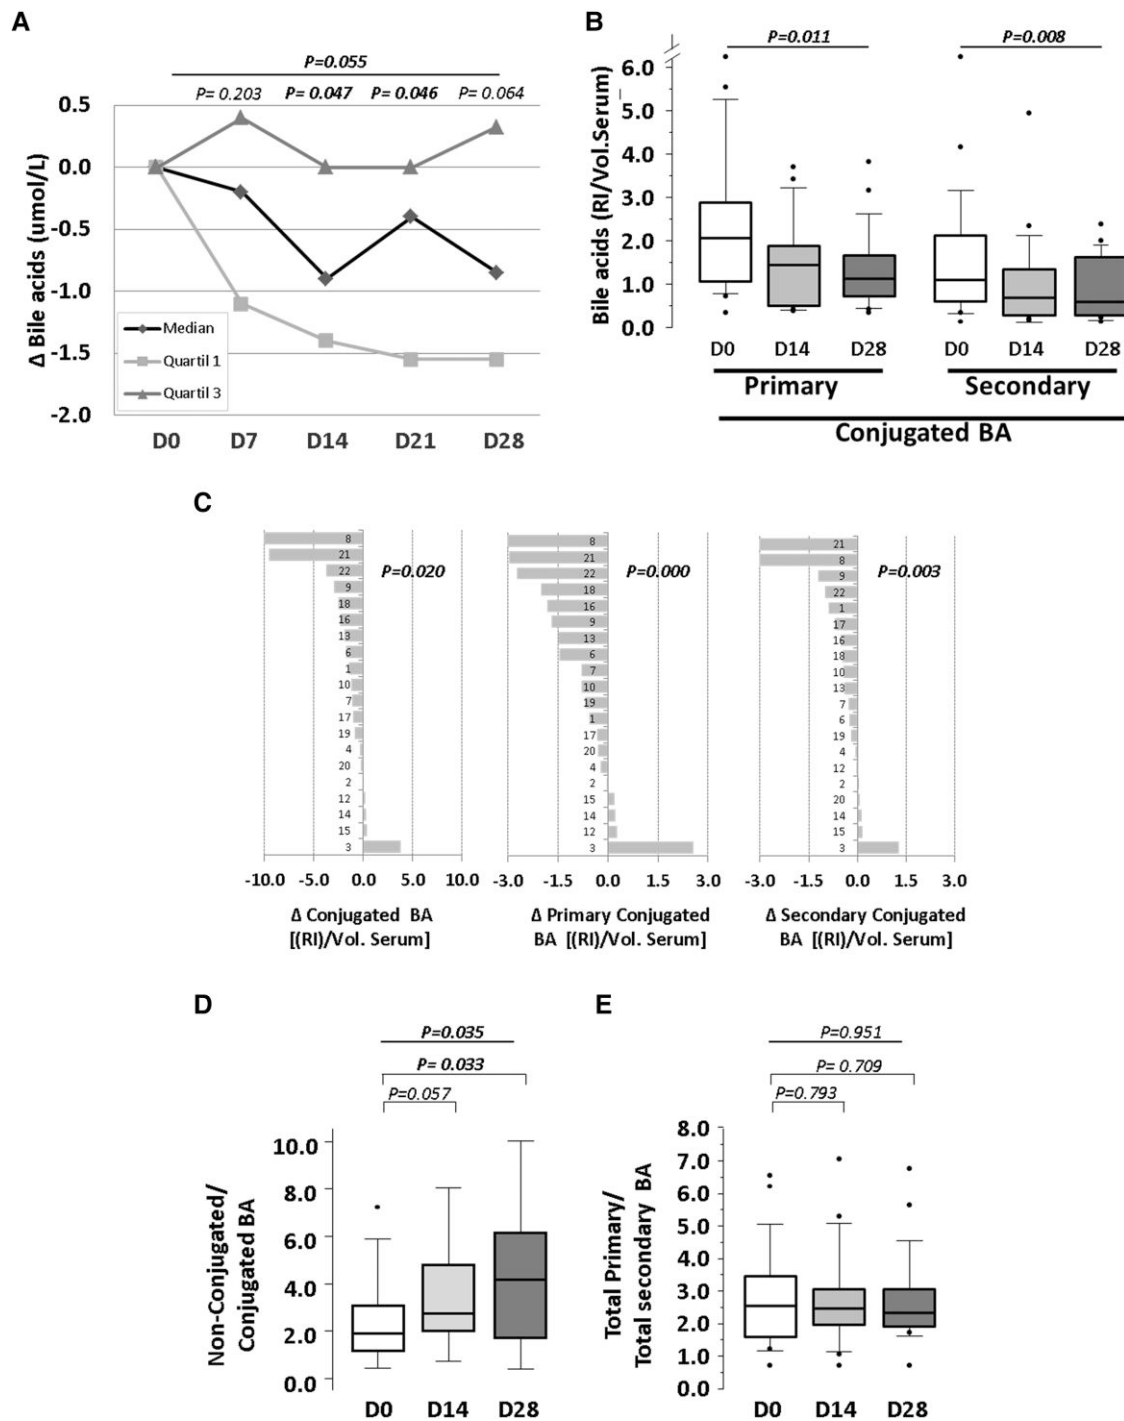 A
P=0.055
P= 0.203 P= 0.047 P= 0.046 P= 0.064
0.5
0.0
-0.5
-1.0
-1.5
-2.0
Δ Bile acids (umol/L)
Median
Quartil 1
Quartil 3
D0 D7 D14 D21 D28
B
P=0.011 P=0.008
6.0
5.0
4.0
3.0
2.0
1.0
0.0
Bile acids (RI/Vol.Serum)
D0 D14 D28 D0 D14 D28
Primary Secondary
Conjugated BA
C
8
21
22
9
18
16
13
6
1
10
7
17
19
4
20
2
12
14
15
3
P=0.020
-10.0 -5.0 0.0 5.0 10.0
Δ Conjugated BA
[(RI)/Vol. Serum]
8
21
22
18
16
9
13
6
7
10
19
1
17
20
4
2
15
14
12
3
P=0.000
-3.0 -1.5 0.0 1.5 3.0
Δ Primary Conjugated
BA [(RI)/Vol. Serum]
21
8
9
22
1
17
16
18
10
13
7
6
19
4
12
2
20
14
15
3
P=0.003
-3.0 -1.5 0.0 1.5 3.0
Δ Secondary Conjugated
BA [(RI)/Vol. Serum]
D
P=0.035
P= 0.033
P=0.057
10.0
8.0
6.0
4.0
2.0
0.0
Non-Conjugated/
Conjugated BA
D0 D14 D28
E
P=0.951
P= 0.709
P=0.793
8.0
7.0
6.0
5.0
4.0
3.0
2.0
1.0
0.0
Total Primary/
Total secondary BA
D0 D14 D28